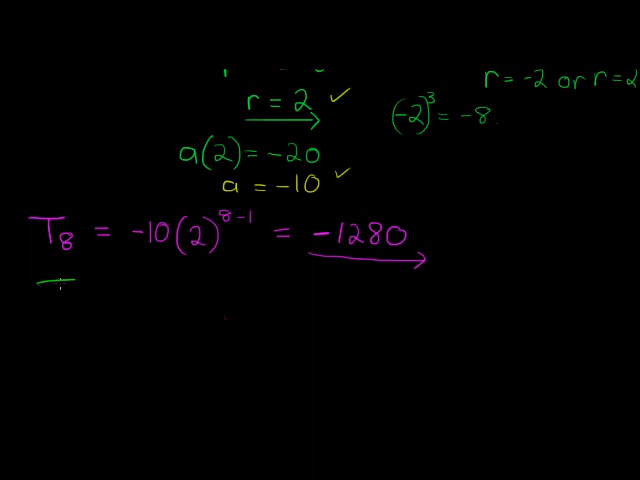 r = -2 or r = 2
r = 2 ✓
(-2)³ = -8
a(2) = -20
a = -10 ✓
T₈ = -10(2)⁸⁻¹ = -1280